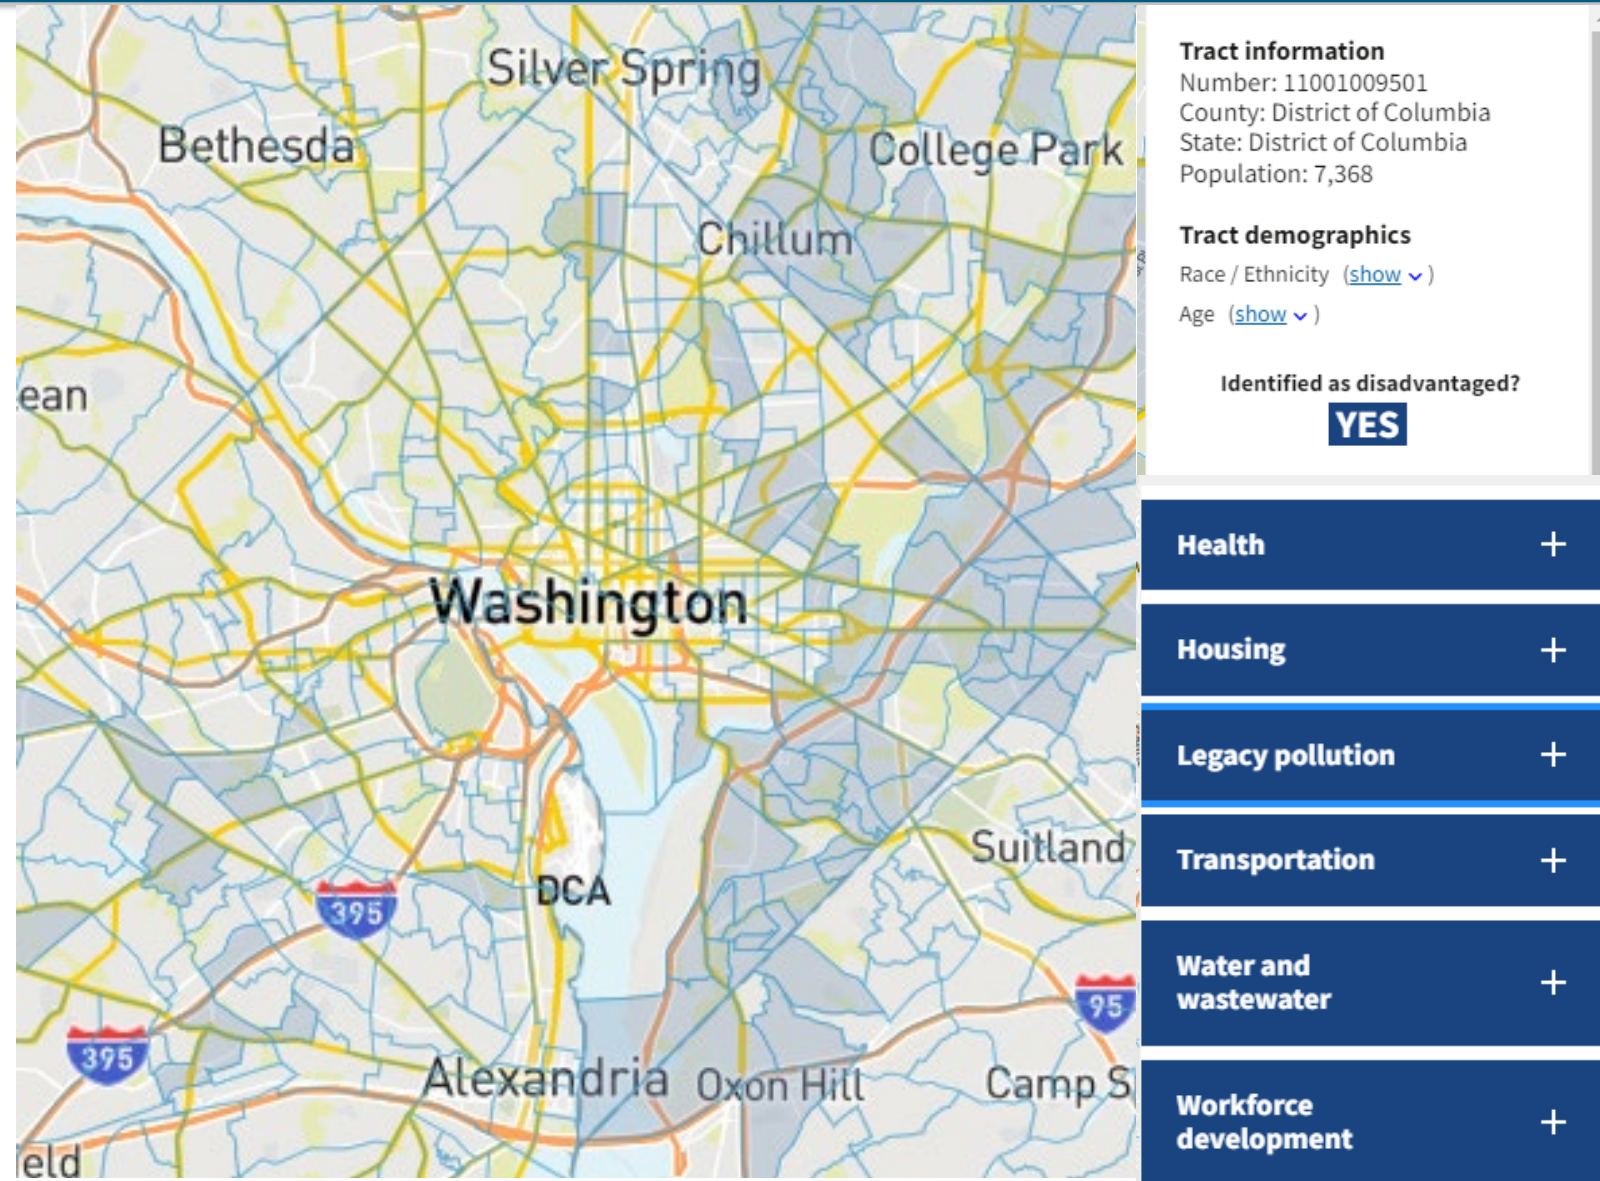 Silver Spring
Bethesda
College Park
Chillum
ean
Washington
Suitland
DCA
395
95
395
Alexandria
Oxon Hill
Camp S
eld
Tract information
Number: 11001009501
County: District of Columbia
State: District of Columbia
Population: 7,368
Tract demographics
Race / Ethnicity (show )
Age (show )
Identified as disadvantaged?
YES
Health +
Housing +
Legacy pollution +
Transportation +
Water and
wastewater +
Workforce
development +